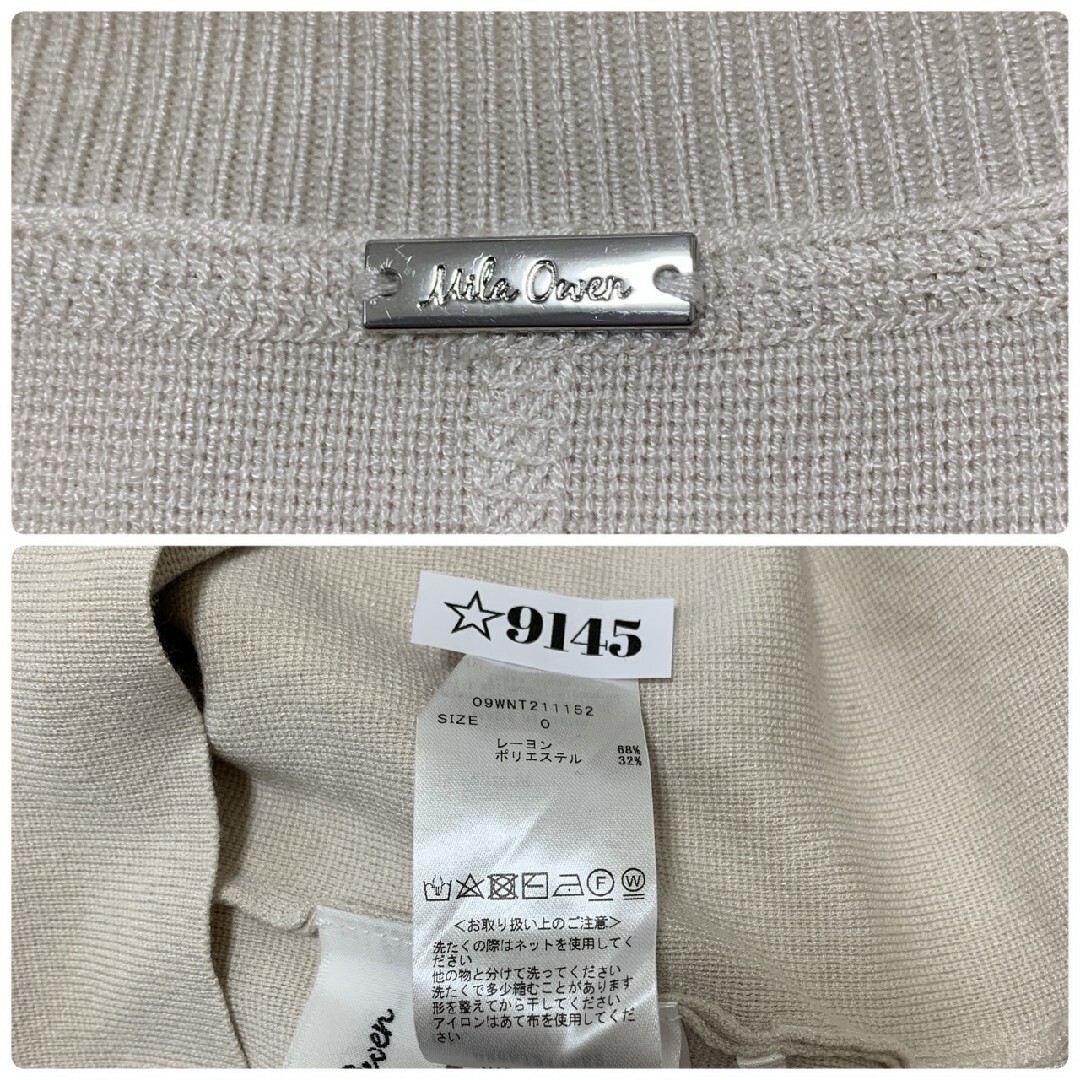 Mila Owen
☆9145
09WNT211152
SIZE 0
レーヨン 68%
ポリエステル 32%
F W
<お取り扱い上のご注意>
洗たくの際はネットを使用してく
ださい
他の物と分けて洗ってください
洗たくで多少縮むことがあります
形を整えてから干してください
アイロンはあて布を使用してくだ
さい
Owen